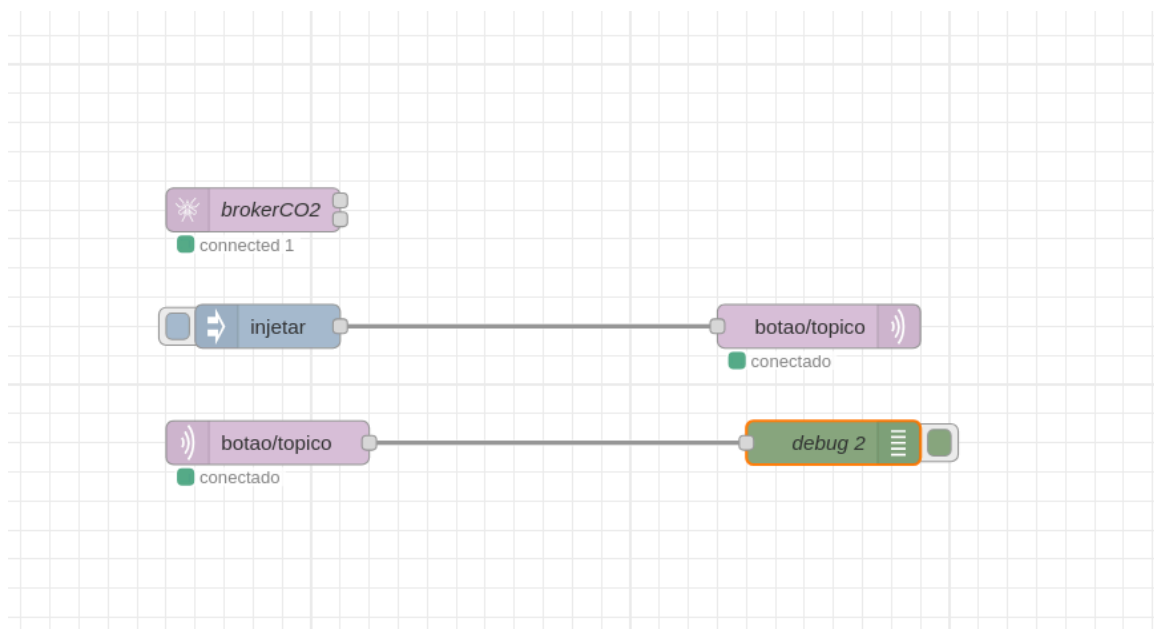 brokerCO2
connected 1
injetar
botao/topico
conectado
botao/topico
debug 2
conectado